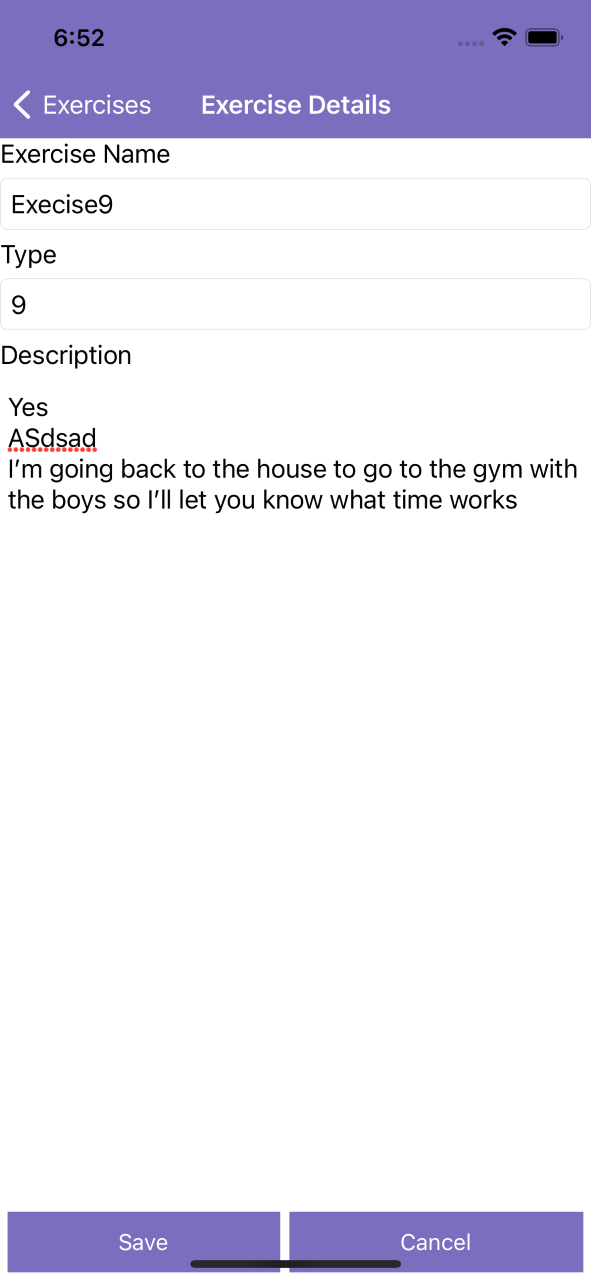 6:52
Exercises Exercise Details
Exercise Name
Execise9
Type
9
Description
Yes
ASdsad
I’m going back to the house to go to the gym with
the boys so I’ll let you know what time works
Save Cancel